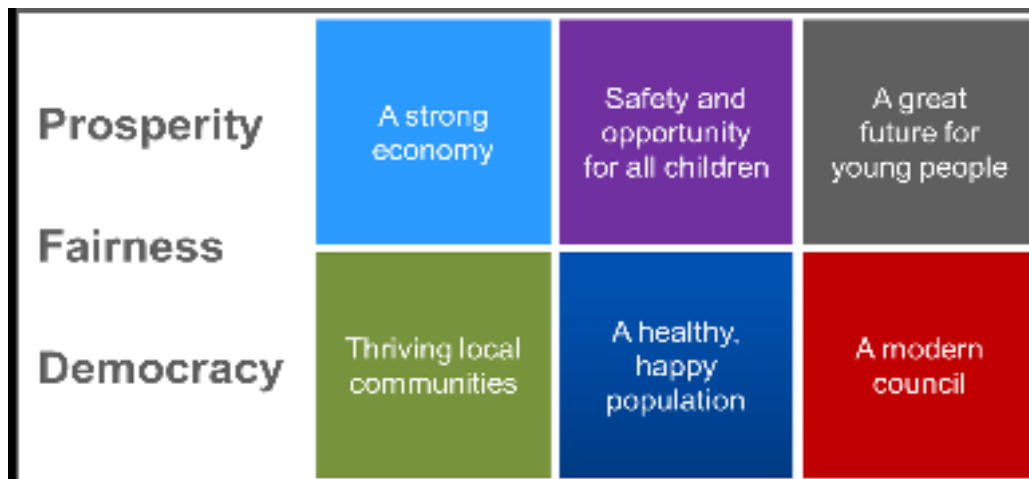 Prosperity
Fairness
Democracy
A strong
economy
Safety and
opportunity
for all children
A great
future for
young people
Thriving local
communities
A healthy,
happy
population
A modern
council